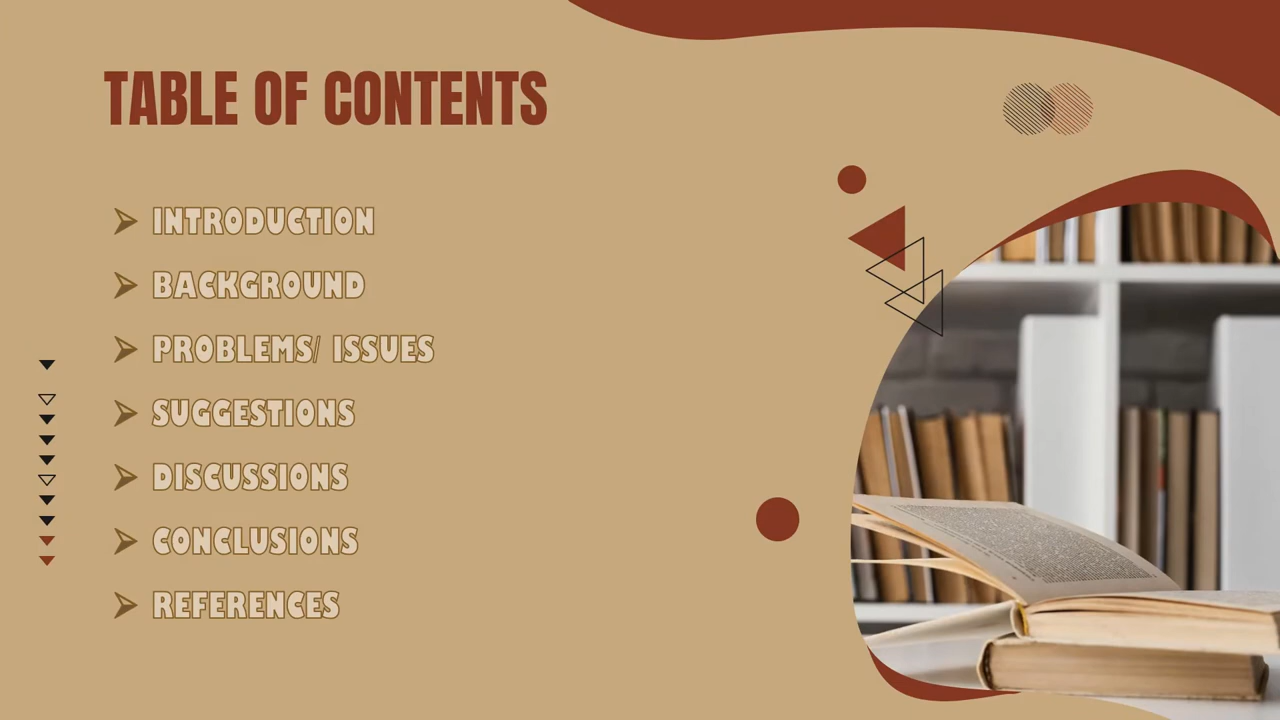 TABLE OF CONTENTS
INTRODUCTION
BACKGROUND
PROBLEMS/ ISSUES
SUGGESTIONS
DISCUSSIONS
CONCLUSIONS
REFERENCES